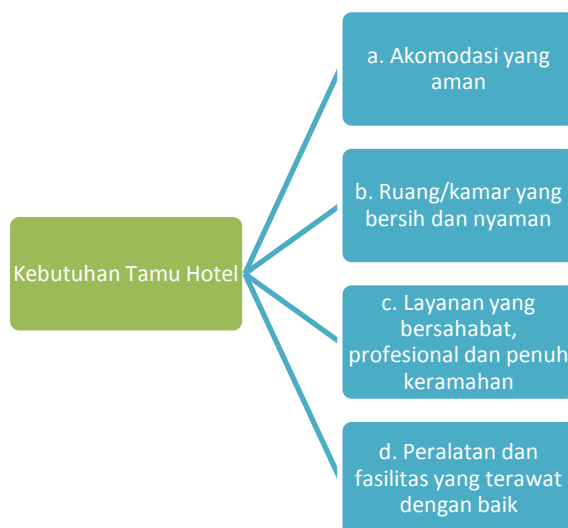 Kebutuhan Tamu Hotel
a. Akomodasi yang
aman
b. Ruang/kamar yang
bersih dan nyaman
c. Layanan yang
bersahabat,
profesional dan penuh
keramahan
d. Peralatan dan
fasilitas yang terawat
dengan baik